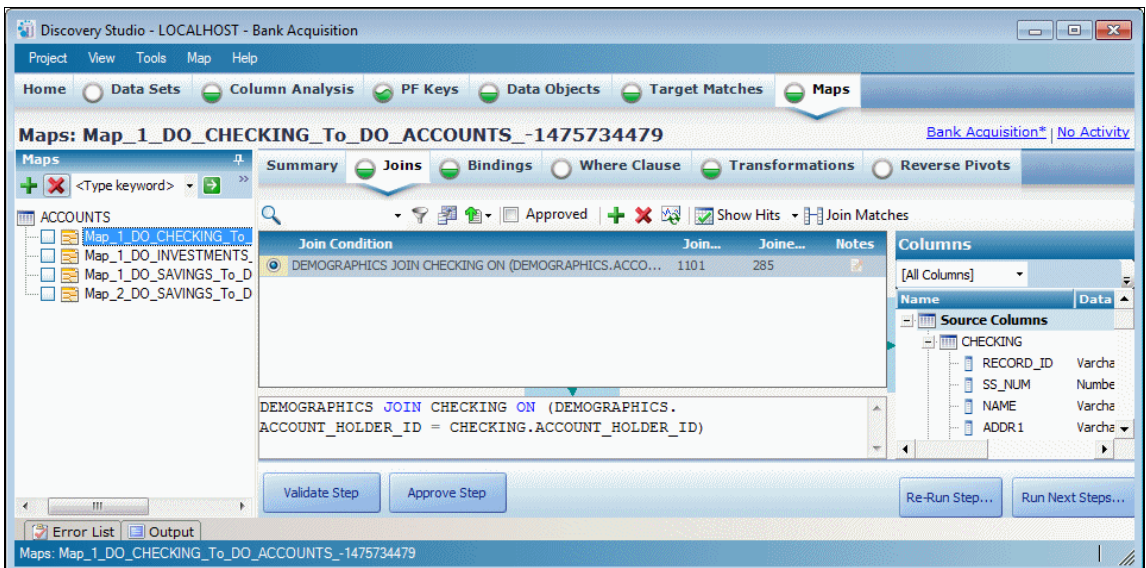 Discovery Studio - LOCALHOST - Bank Acquisition
Project View Tools Map Help
Home Data Sets Column Analysis PF Keys Data Objects Target Matches Maps
Maps: Map_1_DO_CHECKING_To_DO_ACCOUNTS_-1475734479
Bank Acquisition* | No Activity
Maps
Summary Joins Bindings Where Clause Transformations Reverse Pivots
<Type keyword> »
ACCOUNTS
Map_1_DO_CHECKING_To_
Map_1_DO_INVESTMENTS_
Map_1_DO_SAVINGS_To_D
Map_2_DO_SAVINGS_To_D
Approved Show Hits Join Matches
Join Condition Join... Joine... Notes
DEMOGRAPHICS JOIN CHECKING ON (DEMOGRAPHICS.ACCO... 1101 285
DEMOGRAPHICS JOIN CHECKING ON (DEMOGRAPHICS.
ACCOUNT_HOLDER_ID = CHECKING.ACCOUNT_HOLDER_ID)
Columns
[All Columns]
Name Data
Source Columns
CHECKING
RECORD_ID Varcha
SS_NUM Numbe
NAME Varcha
ADDR1 Varcha
Validate Step Approve Step Re-Run Step... Run Next Steps...
Error List Output
Maps: Map_1_DO_CHECKING_To_DO_ACCOUNTS_-1475734479